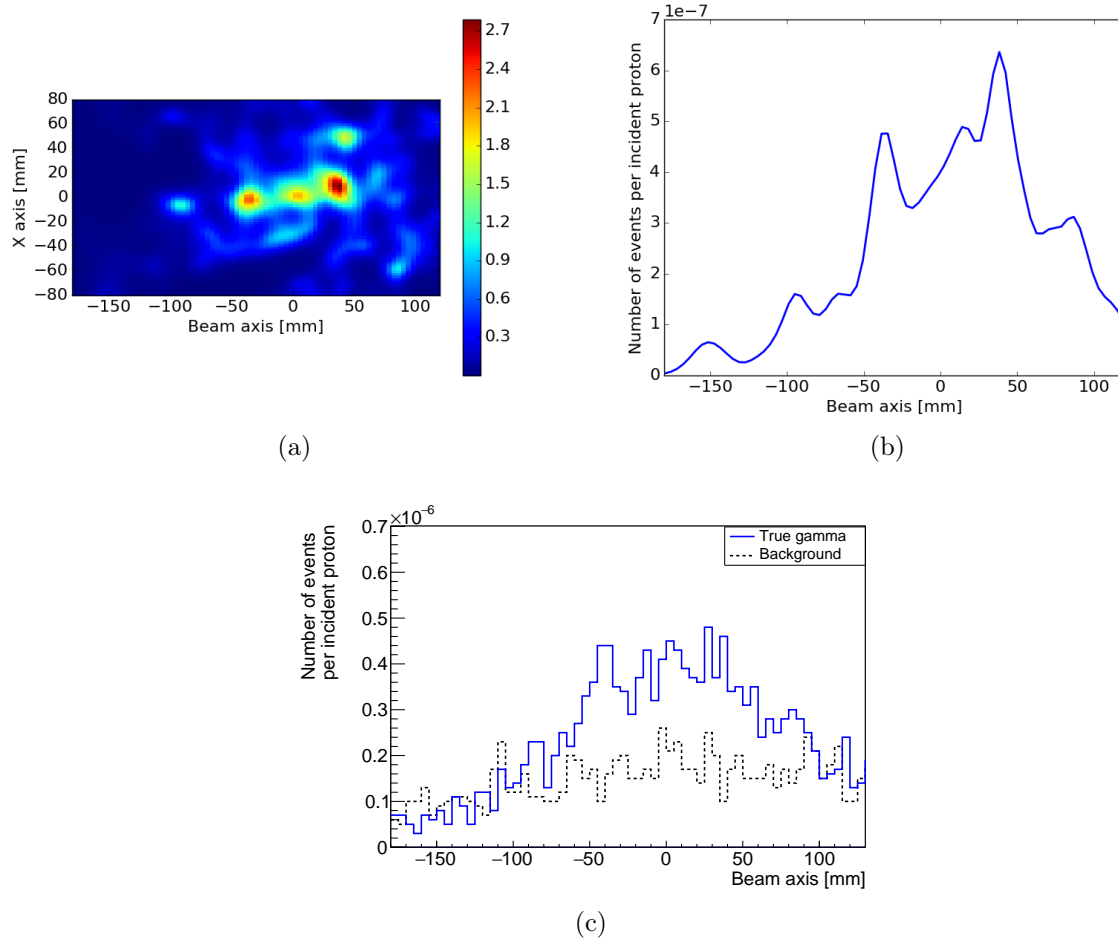 2.7
2.4
2.1
1.8
1.5
1.2
0.9
0.6
0.3
80
60
40
20
0
−20
−40
−60
−80
X axis [mm]
−150 −100 −50 0 50 100
Beam axis [mm]
(a)
1e−7
7
6
5
4
3
2
1
0
Number of events per incident proton
−150 −100 −50 0 50 100
Beam axis [mm]
(b)
×10⁻⁶
0.7
0.6
0.5
0.4
0.3
0.2
0.1
0
Number of events
per incident proton
True gamma
Background
−150 −100 −50 0 50 100
Beam axis [mm]
(c)